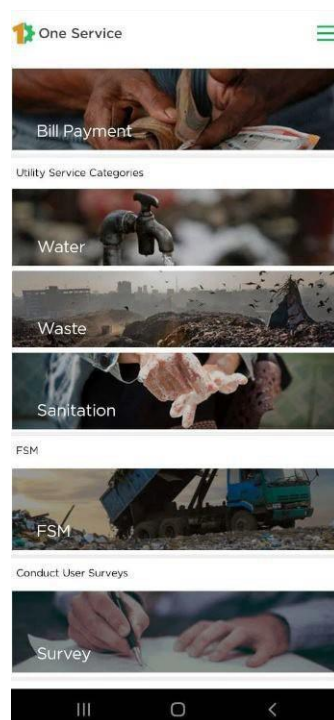 One Service
Bill Payment
Utility Service Categories
Water
Waste
Sanitation
FSM
FSM
Conduct User Surveys
Survey